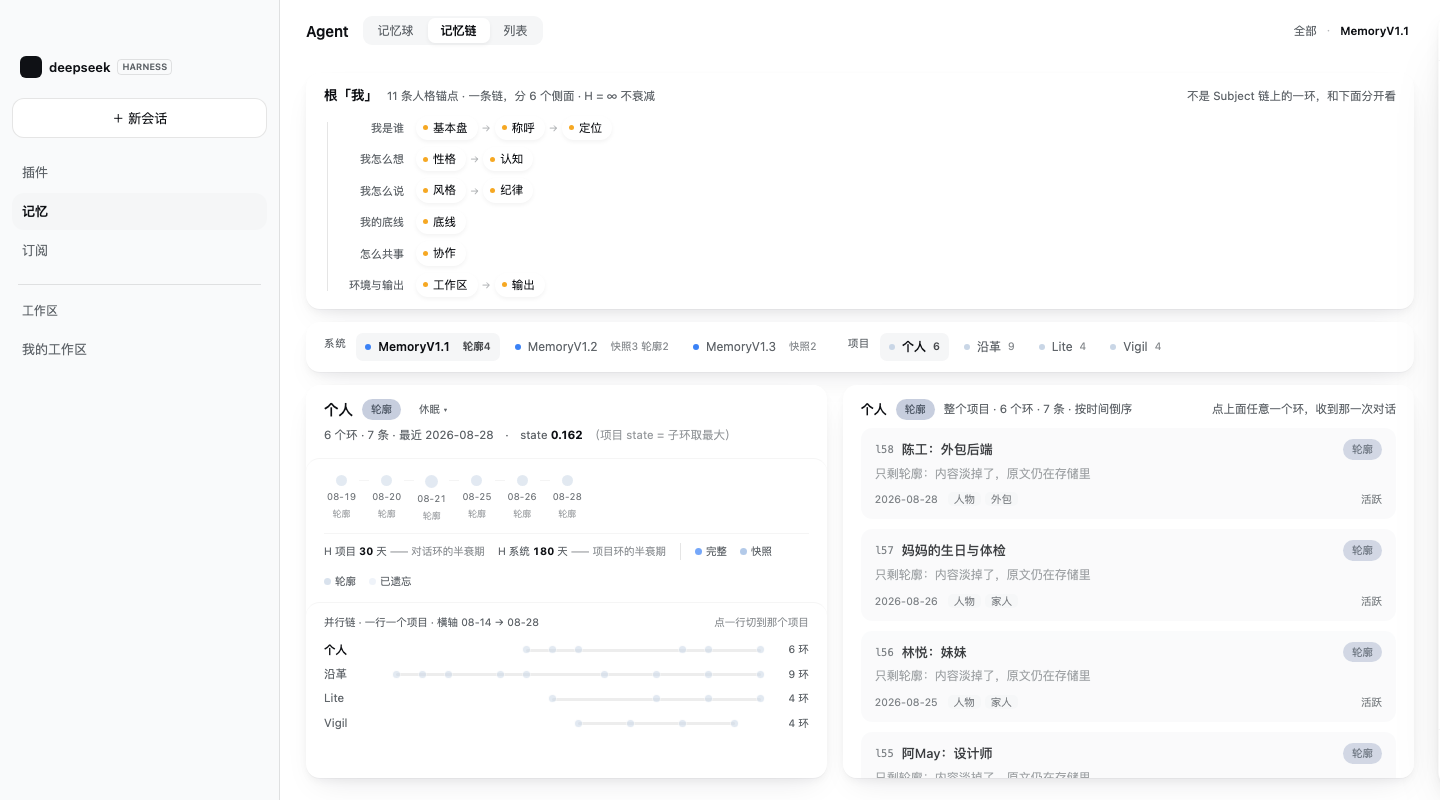 deepseek HARNESS
+ 新会话
插件
记忆
订阅
工作区
我的工作区
Agent 记忆球 记忆链 列表 全部 · MemoryV1.1
根「我」 11 条人格锚点 · 一条链，分 6 个侧面 · H = ∞ 不衰减 不是 Subject 链上的一环，和下面分开看
我是谁 基本盘 → 称呼 → 定位
我怎么想 性格 → 认知
我怎么说 风格 → 纪律
我的底线 底线
怎么共事 协作
环境与输出 工作区 → 输出
系统 MemoryV1.1 轮廓4 MemoryV1.2 快照3 轮廓2 MemoryV1.3 快照2 项目 个人 6 沿革 9 Lite 4 Vigil 4
个人 轮廓 休眠 ▾
6 个环 · 7 条 · 最近 2026-08-28 · state 0.162 (项目 state = 子环取最大)
08-19 08-20 08-21 08-25 08-26 08-28
轮廓 轮廓 轮廓 轮廓 轮廓 轮廓
H 项目 30 天 —— 对话环的半衰期 H 系统 180 天 —— 项目环的半衰期 完整 快照
轮廓 已遗忘
并行链 · 一行一个项目 · 横轴 08-14 → 08-28 点一行切到那个项目
个人 6 环
沿革 9 环
Lite 4 环
Vigil 4 环
个人 轮廓 整个项目 · 6 个环 · 7 条 · 按时间倒序 点上面任意一个环，收到那一次对话
l58 陈工：外包后端 轮廓
只剩轮廓：内容淡掉了，原文仍在存储里
2026-08-28 人物 外包 活跃
l57 妈妈的生日与体检 轮廓
只剩轮廓：内容淡掉了，原文仍在存储里
2026-08-26 人物 家人 活跃
l56 林悦：妹妹 轮廓
只剩轮廓：内容淡掉了，原文仍在存储里
2026-08-25 人物 家人 活跃
l55 阿May：设计师 轮廓
只剩轮廓：内容淡掉了，原文仍在存储里